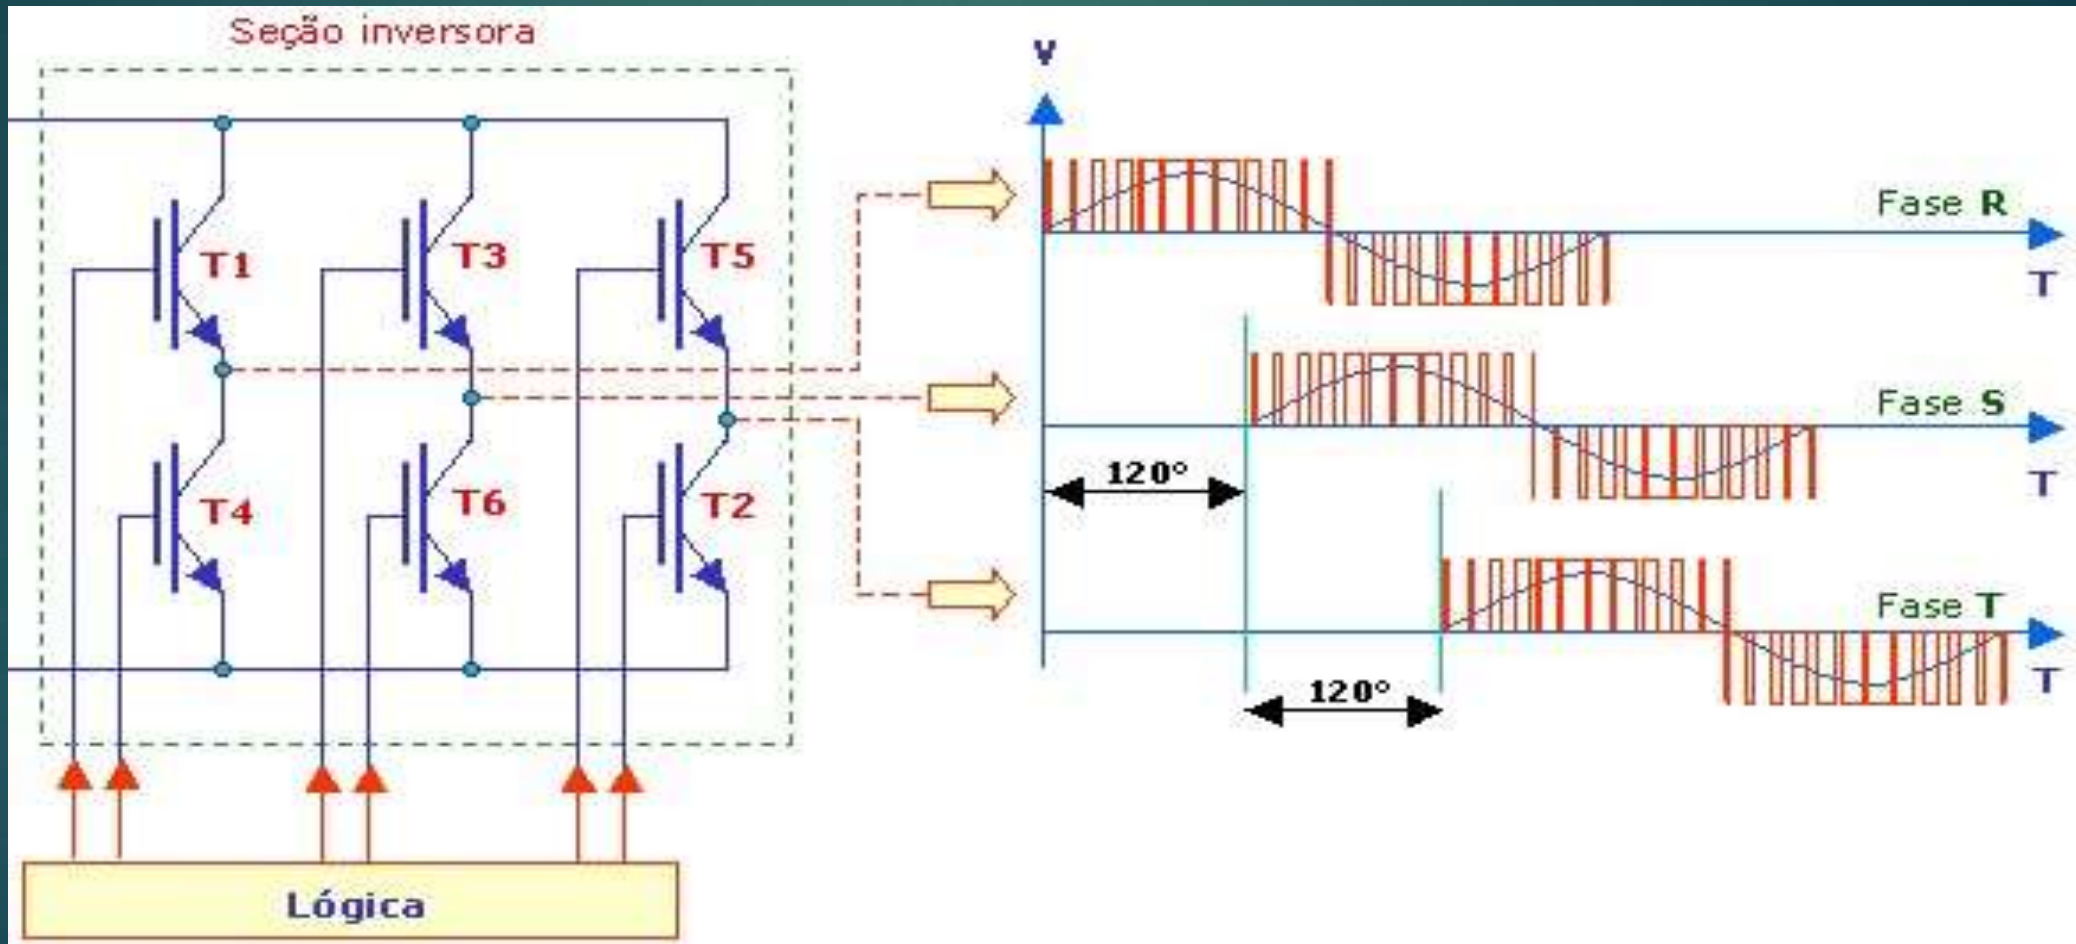 Seção inversora
T1
T3
T5
T4
T6
T2
Lógica
V
Fase R
T
Fase S
120°
T
Fase T
120°
T